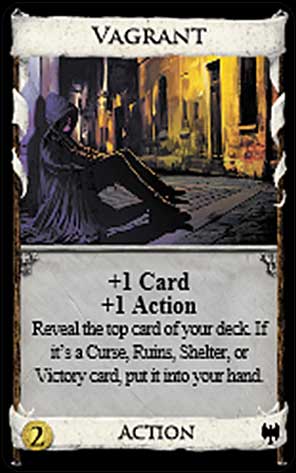 VAGRANT
+1 Card
+1 Action
Reveal the top card of your deck. If
it's a Curse, Ruins, Shelter, or
Victory card, put it into your hand.
2 ACTION